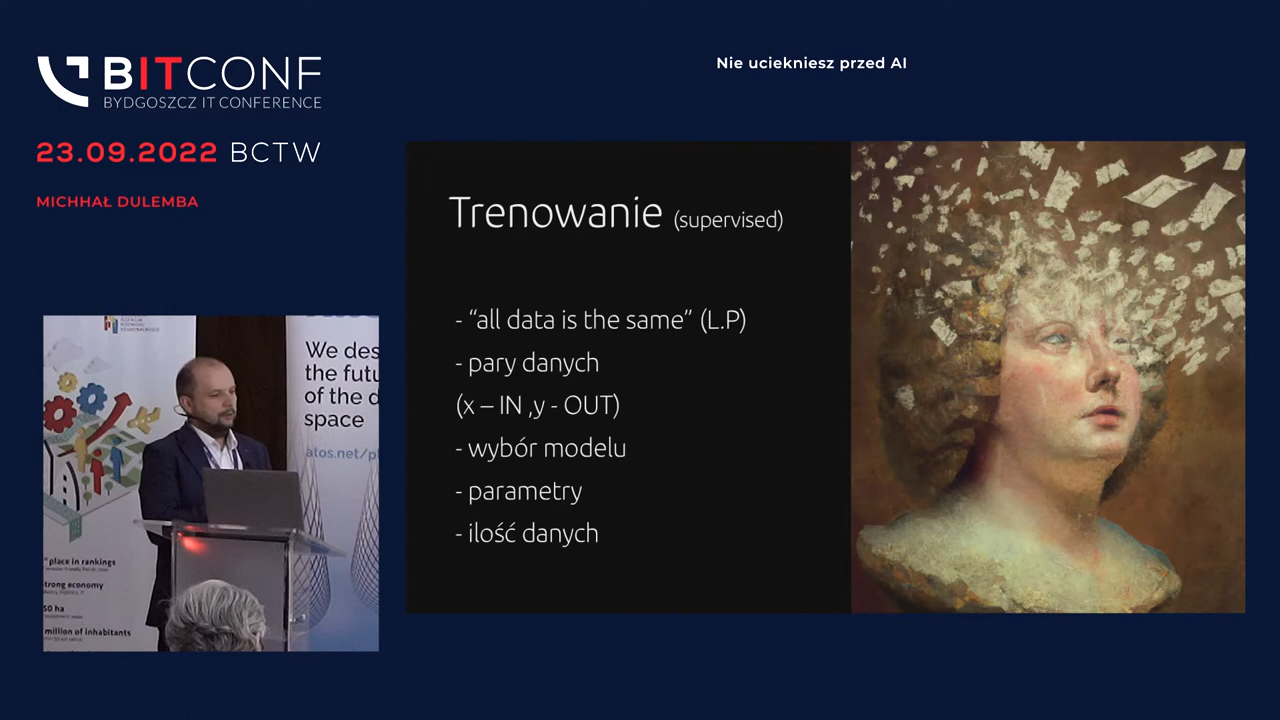 BITCONF
BYDGOSZCZ IT CONFERENCE
23.09.2022 BCTW
MICHHAŁ DULEMBA
Nie uciekniesz przed AI
Trenowanie (supervised)
- “all data is the same” (L.P)
- pary danych
(x – IN ,y - OUT)
- wybór modelu
- parametry
- ilość danych
We des
the futu
of the d
space
atos.net/pl
place in rankings
trong economy
50 ha
million of inhabitants